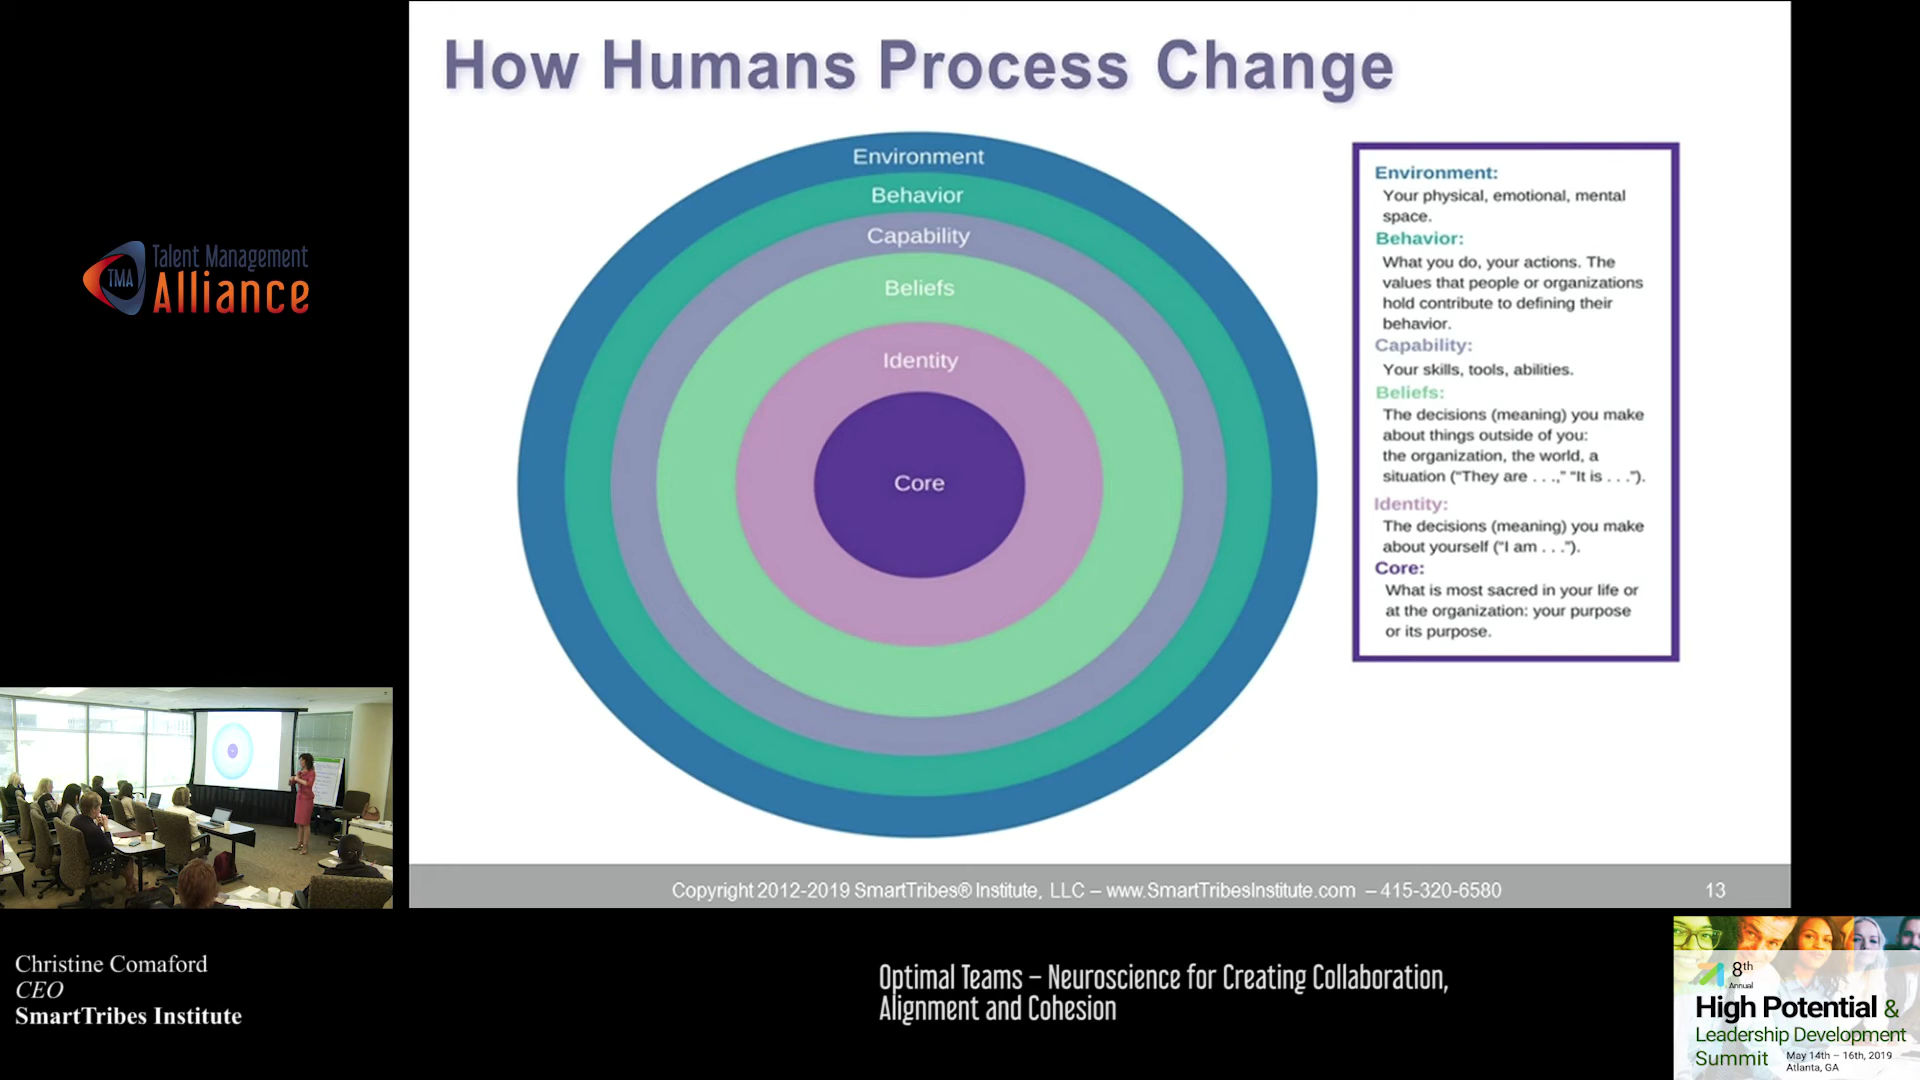 How Humans Process Change
Environment
Behavior
Capability
Beliefs
Identity
Core
Environment:
Your physical, emotional, mental
space.
Behavior:
What you do, your actions. The
values that people or organizations
hold contribute to defining their
behavior.
Capability:
Your skills, tools, abilities.
Beliefs:
The decisions (meaning) you make
about things outside of you:
the organization, the world, a
situation (“They are . . .,” “It is . . .”).
Identity:
The decisions (meaning) you make
about yourself (“I am . . .”).
Core:
What is most sacred in your life or
at the organization: your purpose
or its purpose.
Copyright 2012-2019 SmartTribes® Institute, LLC – www.SmartTribesInstitute.com – 415-320-6580
13
TMA
Talent Management
Alliance
Christine Comaford
CEO
SmartTribes Institute
Optimal Teams – Neuroscience for Creating Collaboration,
Alignment and Cohesion
8th
Annual
High Potential &
Leadership Development
Summit
May 14th – 16th, 2019
Atlanta, GA